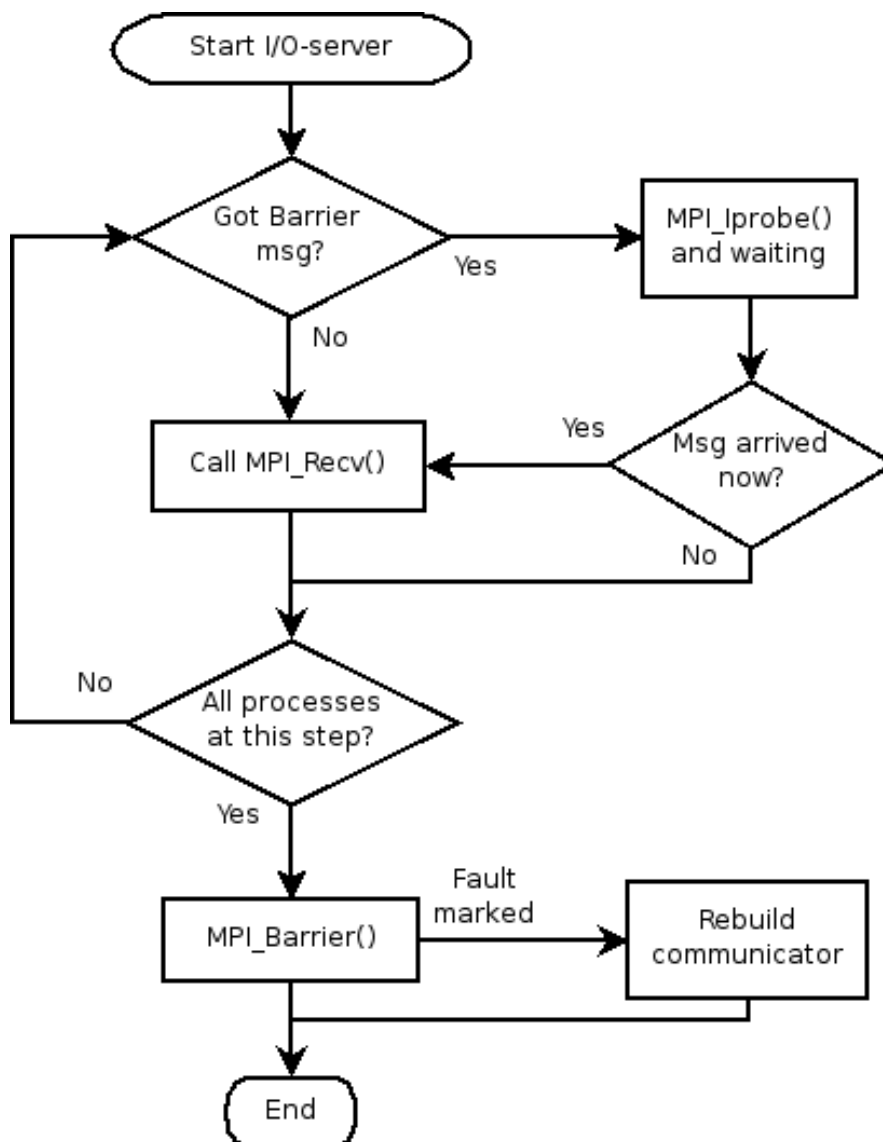 Start I/O-server
Got Barrier
msg?
Yes
MPI_Iprobe()
and waiting
No
Call MPI_Recv()
Yes
Msg arrived
now?
No
No
All processes
at this step?
Yes
MPI_Barrier()
Fault
marked
Rebuild
communicator
End